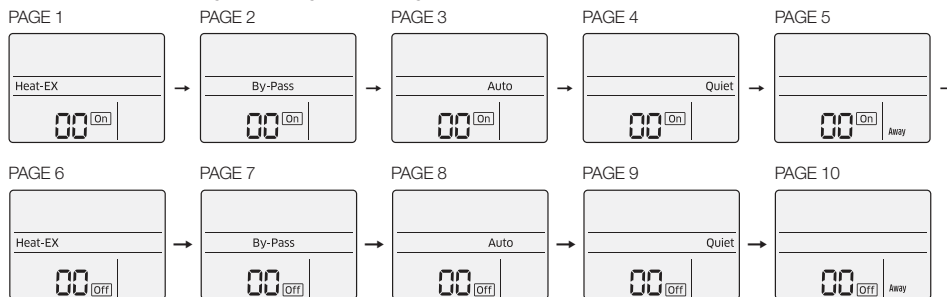 PAGE 1 PAGE 2 PAGE 3 PAGE 4 PAGE 5
Heat-EX By-Pass Auto Quiet
00 On 00 On 00 On 00 On 00 On Away
PAGE 6 PAGE 7 PAGE 8 PAGE 9 PAGE 10
Heat-EX By-Pass Auto Quiet
00 Off 00 Off 00 Off 00 Off 00 Off Away